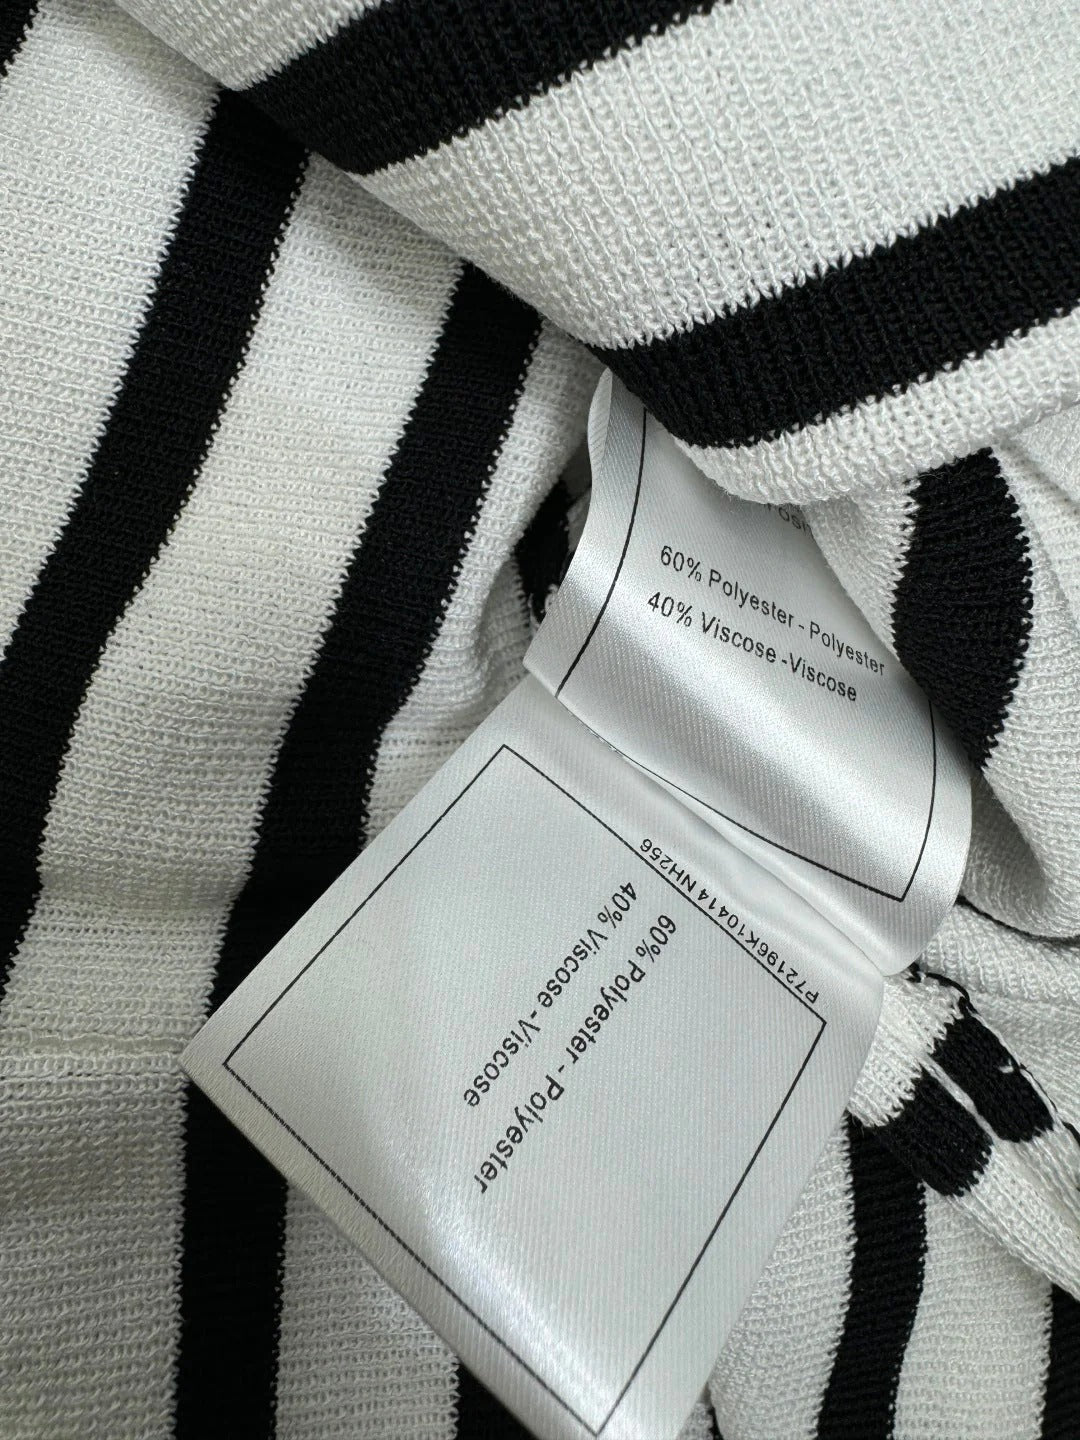 60% Polyester - Polyester
40% Viscose -Viscose
P72196K10414 NH256
60% Polyester - Polyester
40% Viscose -Viscose